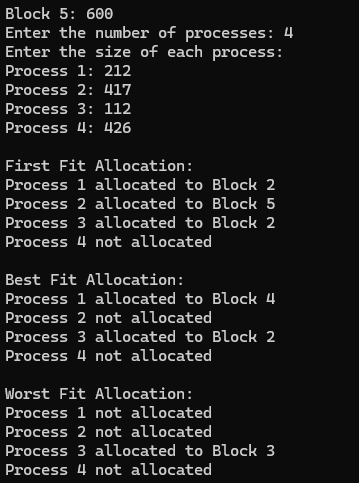 Block 5: 600
Enter the number of processes: 4
Enter the size of each process:
Process 1: 212
Process 2: 417
Process 3: 112
Process 4: 426
First Fit Allocation:
Process 1 allocated to Block 2
Process 2 allocated to Block 5
Process 3 allocated to Block 2
Process 4 not allocated
Best Fit Allocation:
Process 1 allocated to Block 4
Process 2 not allocated
Process 3 allocated to Block 2
Process 4 not allocated
Worst Fit Allocation:
Process 1 not allocated
Process 2 not allocated
Process 3 allocated to Block 3
Process 4 not allocated